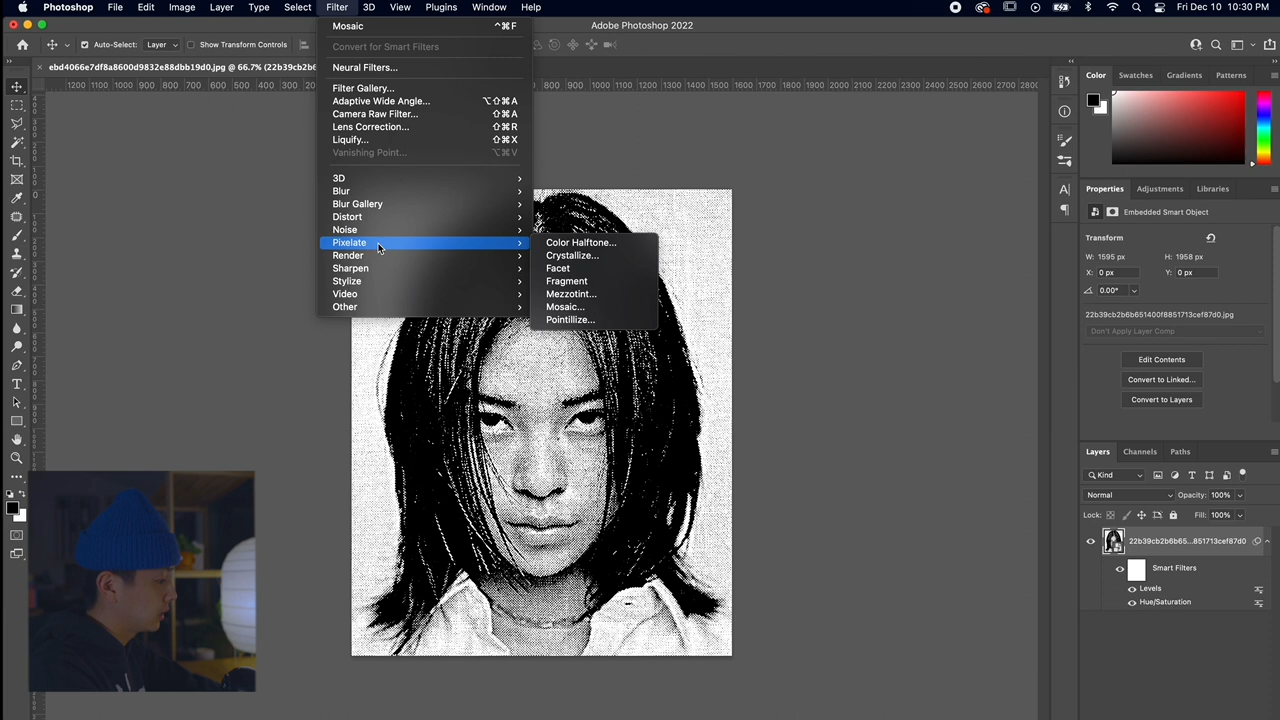 Photoshop File Edit Image Layer Type Select Filter 3D View Plugins Window Help Fri Dec 10 10:30 PM
Adobe Photoshop 2022
Auto-Select: Layer Show Transform Controls
ebd4066e7df8a8600d9832e88dbb19d0.jpg @ 66.7% (22b39cb2b6
1200 1100 1000 900 800 700 600 500 400 300 800 900 1000 1100 1200 1300 1400 1500 1600 1700 1800 1900 2000 2100 2200 2300 2400 2500 2600 2700 2800
Mosaic ^⌘F
Convert for Smart Filters
Neural Filters...
Filter Gallery...
Adaptive Wide Angle... ⌥⇧⌘A
Camera Raw Filter... ⇧⌘A
Lens Correction... ⇧⌘R
Liquify... ⇧⌘X
Vanishing Point... ⌥⌘V
3D
Blur
Blur Gallery
Distort
Noise
Pixelate
Render
Sharpen
Stylize
Video
Other
Color Halftone...
Crystallize...
Facet
Fragment
Mezzotint...
Mosaic...
Pointillize...
Color Swatches Gradients Patterns
Properties Adjustments Libraries
Embedded Smart Object
Transform
W: 1595 px H: 1958 px
X: 0 px Y: 0 px
0.00°
22b39cb2b6b651400f8851713cef87d0.jpg
Don't Apply Layer Comp
Edit Contents
Convert to Linked...
Convert to Layers
Layers Channels Paths
Kind
Normal Opacity: 100%
Lock: Fill: 100%
22b39cb2b6b65...851713cef87d0
Smart Filters
Levels
Hue/Saturation